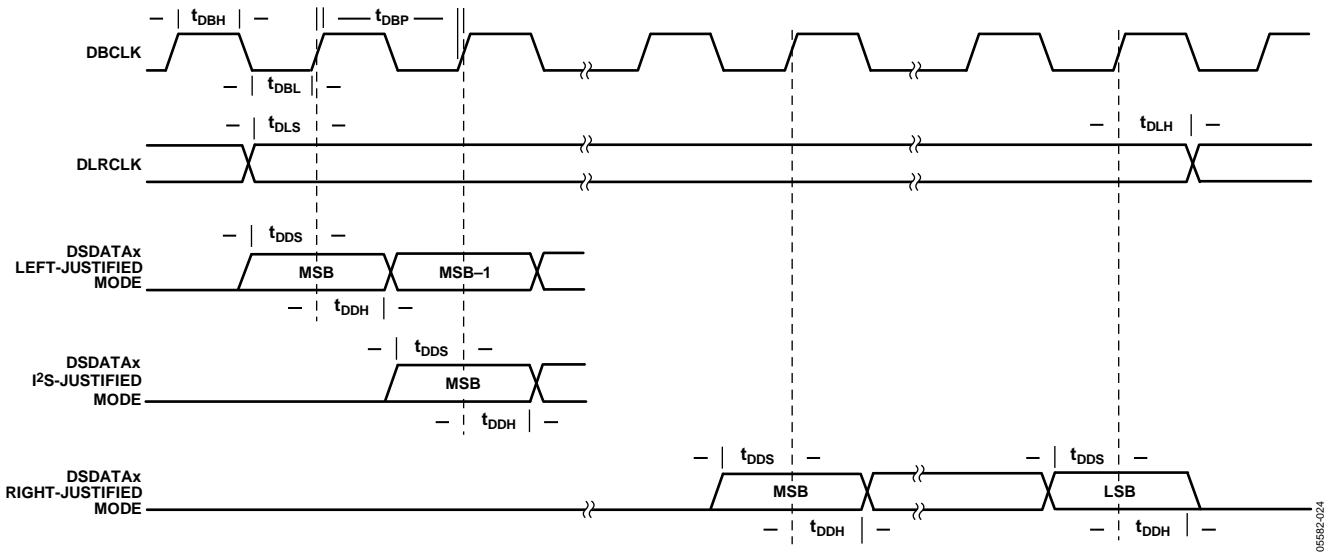 tDBH
tDBP
DBCLK
tDBL
tDLS
tDLH
DLRCLK
tDDS
DSDATAx
LEFT-JUSTIFIED
MODE
MSB
MSB–1
tDDH
tDDS
DSDATAx
I²S-JUSTIFIED
MODE
MSB
tDDH
tDDS
tDDS
DSDATAx
RIGHT-JUSTIFIED
MODE
MSB
LSB
tDDH
tDDH
05582-024